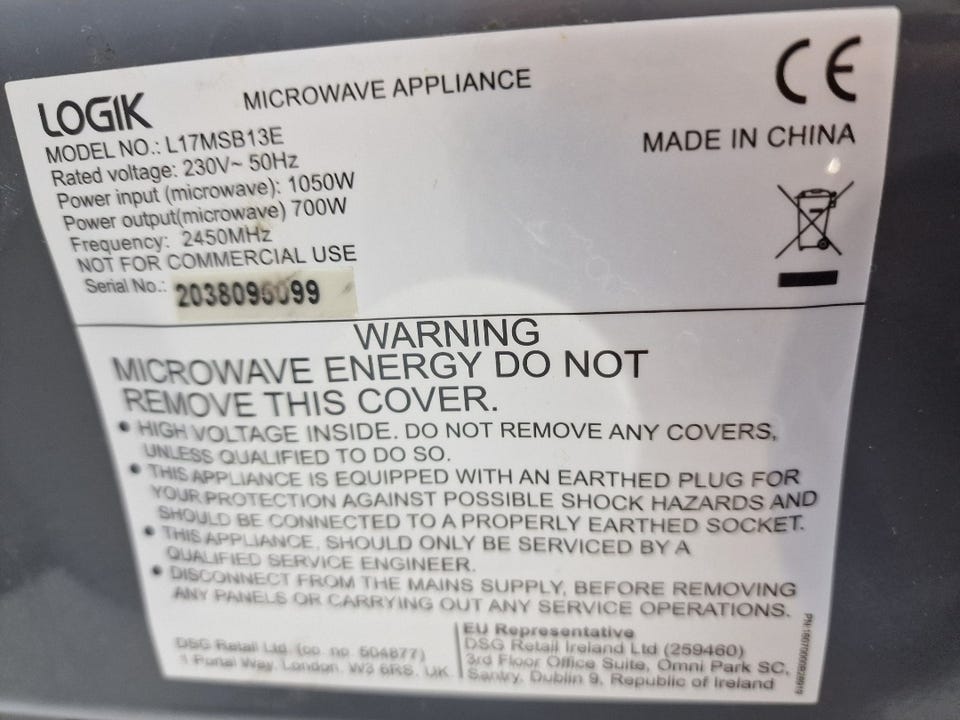 LOGIK
MICROWAVE APPLIANCE
CE
MODEL NO.: L17MSB13E
MADE IN CHINA
Rated voltage: 230V~ 50Hz
Power input (microwave): 1050W
Power output(microwave) 700W
Frequency: 2450MHz
NOT FOR COMMERCIAL USE
Serial No.: 2038096099
WARNING
MICROWAVE ENERGY DO NOT
REMOVE THIS COVER.
• HIGH VOLTAGE INSIDE. DO NOT REMOVE ANY COVERS,
UNLESS QUALIFIED TO DO SO.
• THIS APPLIANCE IS EQUIPPED WITH AN EARTHED PLUG FOR
YOUR PROTECTION AGAINST POSSIBLE SHOCK HAZARDS AND
SHOULD BE CONNECTED TO A PROPERLY EARTHED SOCKET.
• THIS APPLIANCE, SHOULD ONLY BE SERVICED BY A
QUALIFIED SERVICE ENGINEER.
• DISCONNECT FROM THE MAINS SUPPLY, BEFORE REMOVING
ANY PANELS OR CARRYING OUT ANY SERVICE OPERATIONS.
DSG Retail Ltd. (co. no. 504877)
1 Portal Way, London. W3 6RS. UK
EU Representative
DSG Retail Ireland Ltd (259460)
3rd Floor Office Suite, Omni Park SC,
Santry, Dublin 9, Republic of Ireland